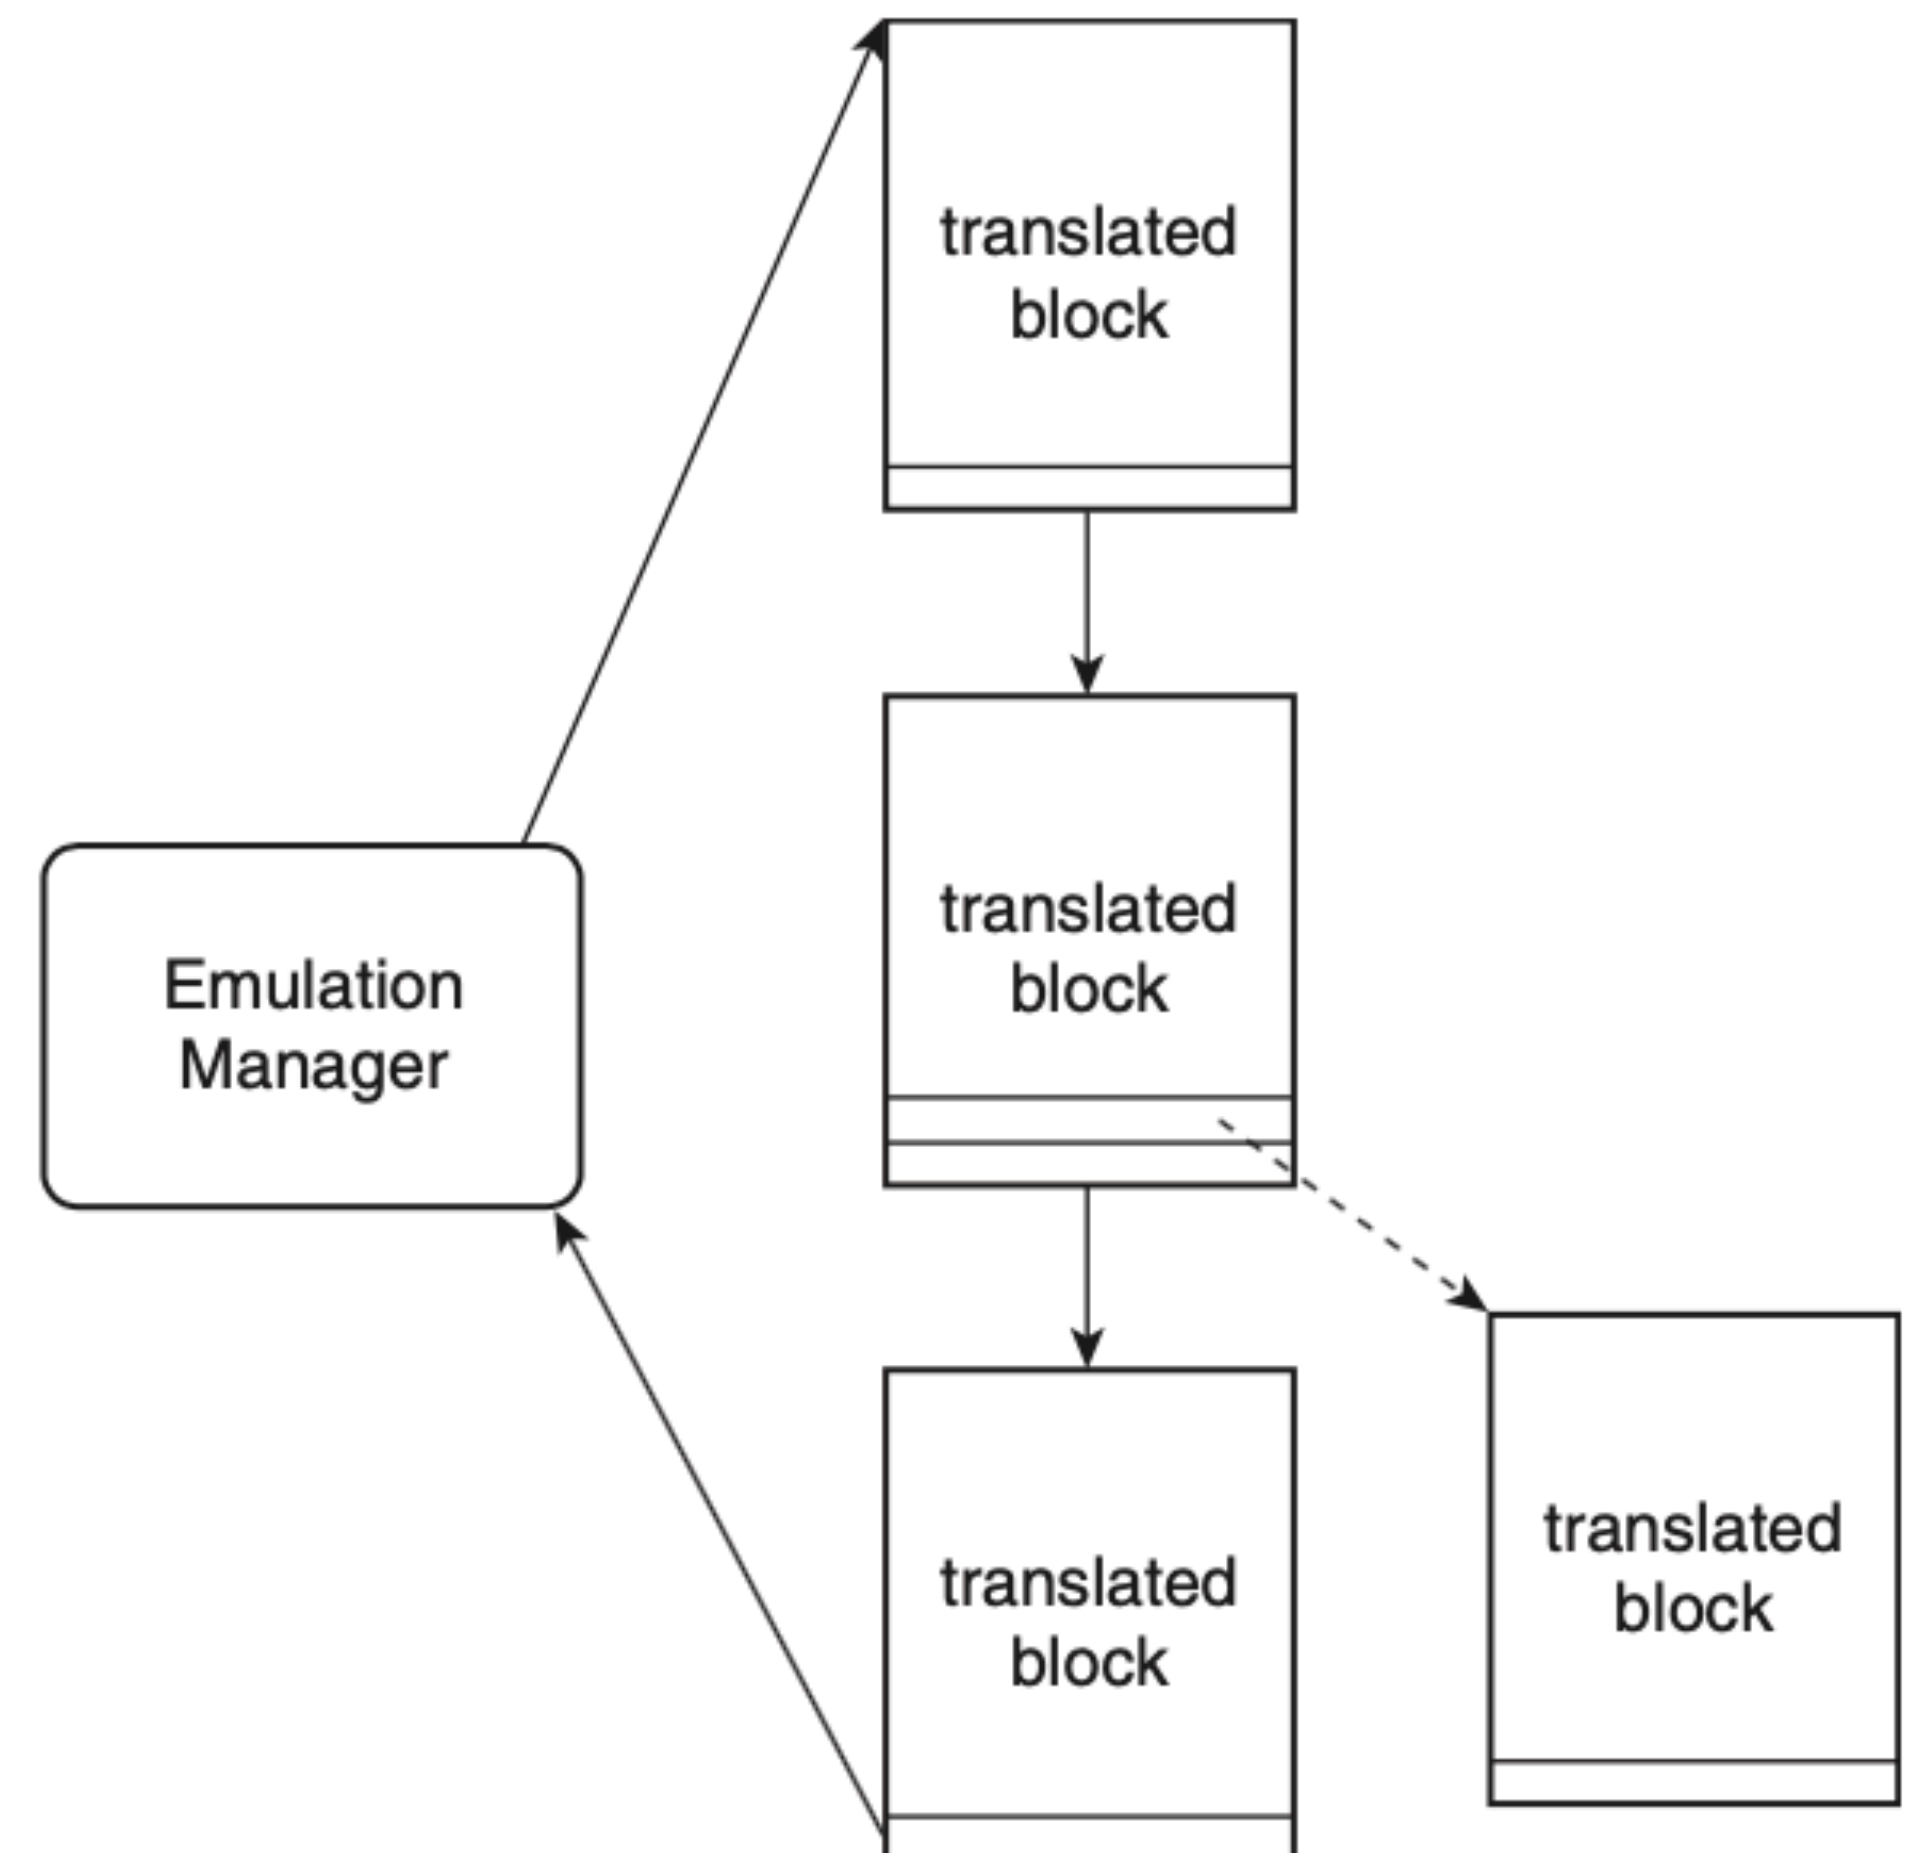 translated
block
translated
block
Emulation
Manager
translated
block
translated
block